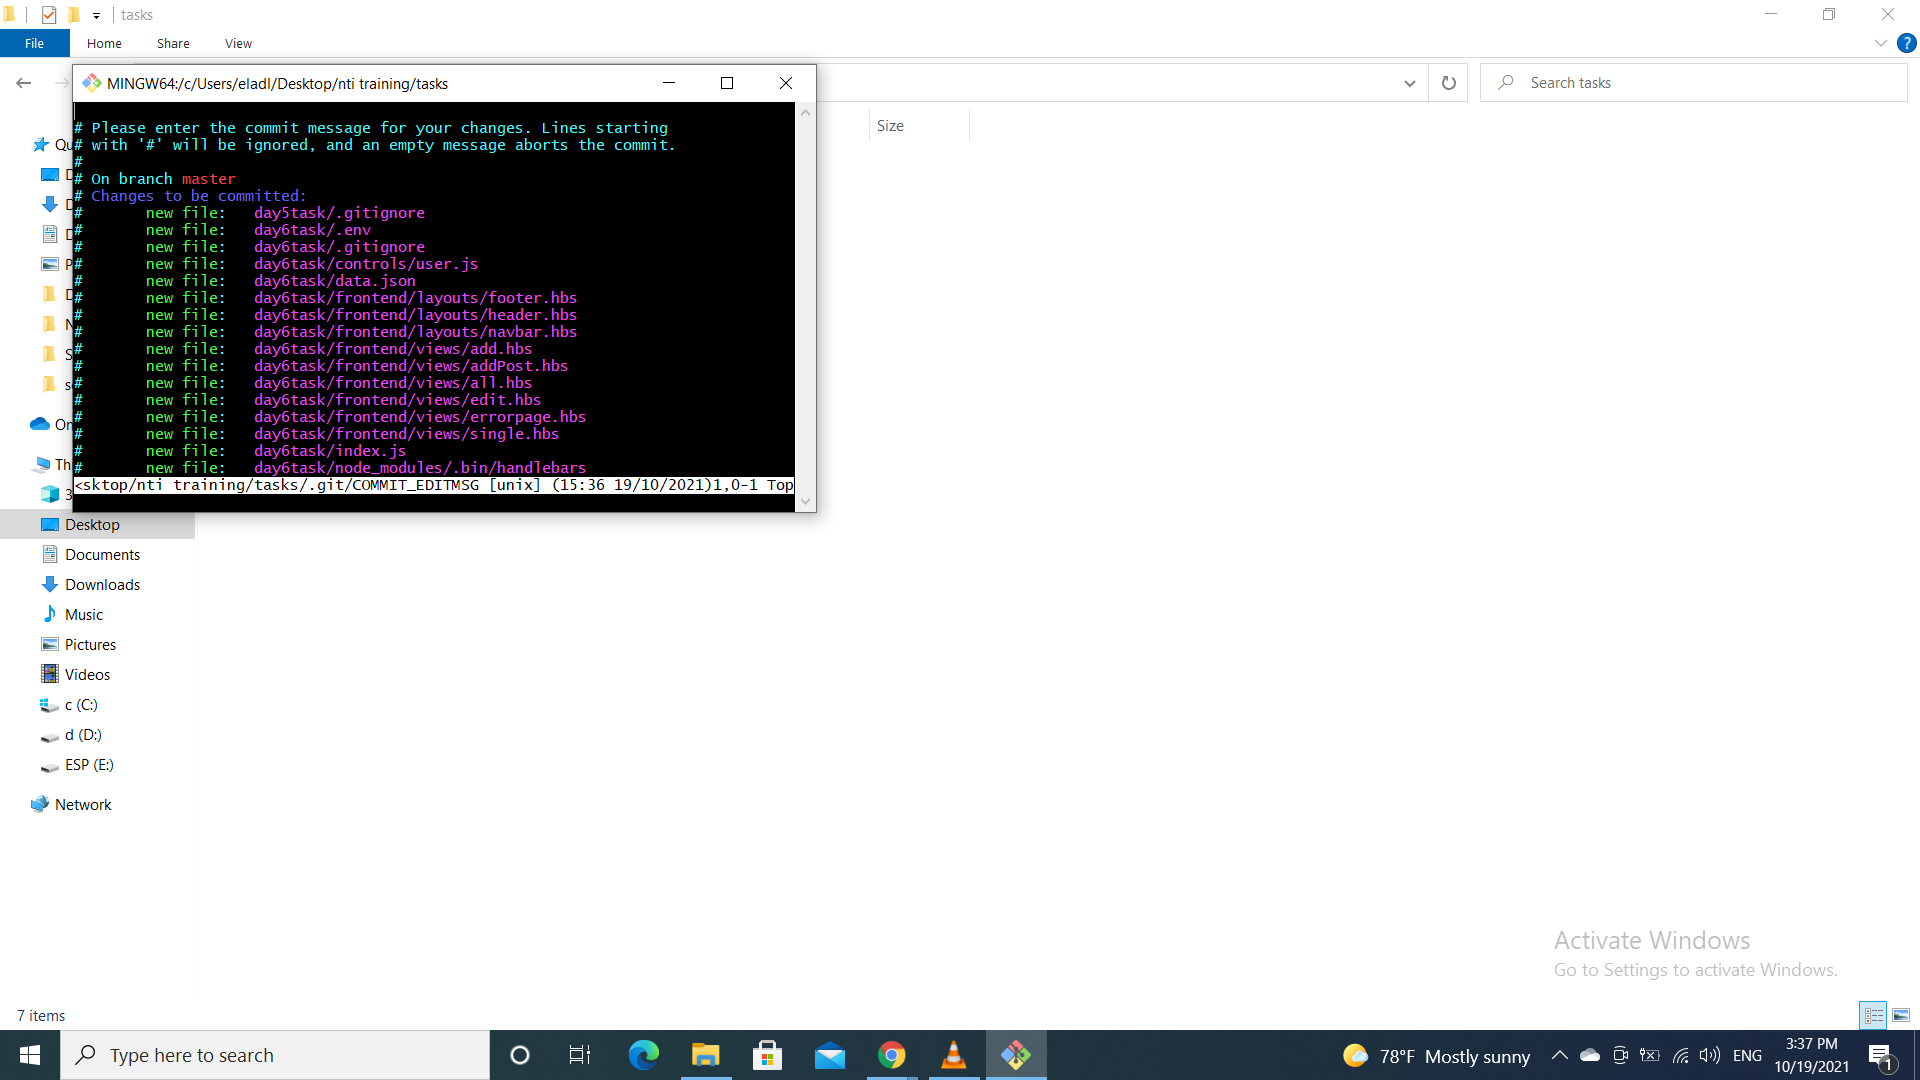 tasks
File Home Share View
MINGW64:/c/Users/eladl/Desktop/nti training/tasks
Search tasks
Size
# Please enter the commit message for your changes. Lines starting
# with '#' will be ignored, and an empty message aborts the commit.
#
# On branch master
# Changes to be committed:
# new file: day5task/.gitignore
# new file: day6task/.env
# new file: day6task/.gitignore
# new file: day6task/controls/user.js
# new file: day6task/data.json
# new file: day6task/frontend/layouts/footer.hbs
# new file: day6task/frontend/layouts/header.hbs
# new file: day6task/frontend/layouts/navbar.hbs
# new file: day6task/frontend/views/add.hbs
# new file: day6task/frontend/views/addPost.hbs
# new file: day6task/frontend/views/all.hbs
# new file: day6task/frontend/views/edit.hbs
# new file: day6task/frontend/views/errorpage.hbs
# new file: day6task/frontend/views/single.hbs
# new file: day6task/index.js
# new file: day6task/node_modules/.bin/handlebars
<sktop/nti training/tasks/.git/COMMIT_EDITMSG [unix] (15:36 19/10/2021)1,0-1 Top
Desktop
Documents
Downloads
Music
Pictures
Videos
c (C:)
d (D:)
ESP (E:)
Network
Activate Windows
Go to Settings to activate Windows.
7 items
Type here to search
78°F Mostly sunny
ENG
3:37 PM
10/19/2021
1